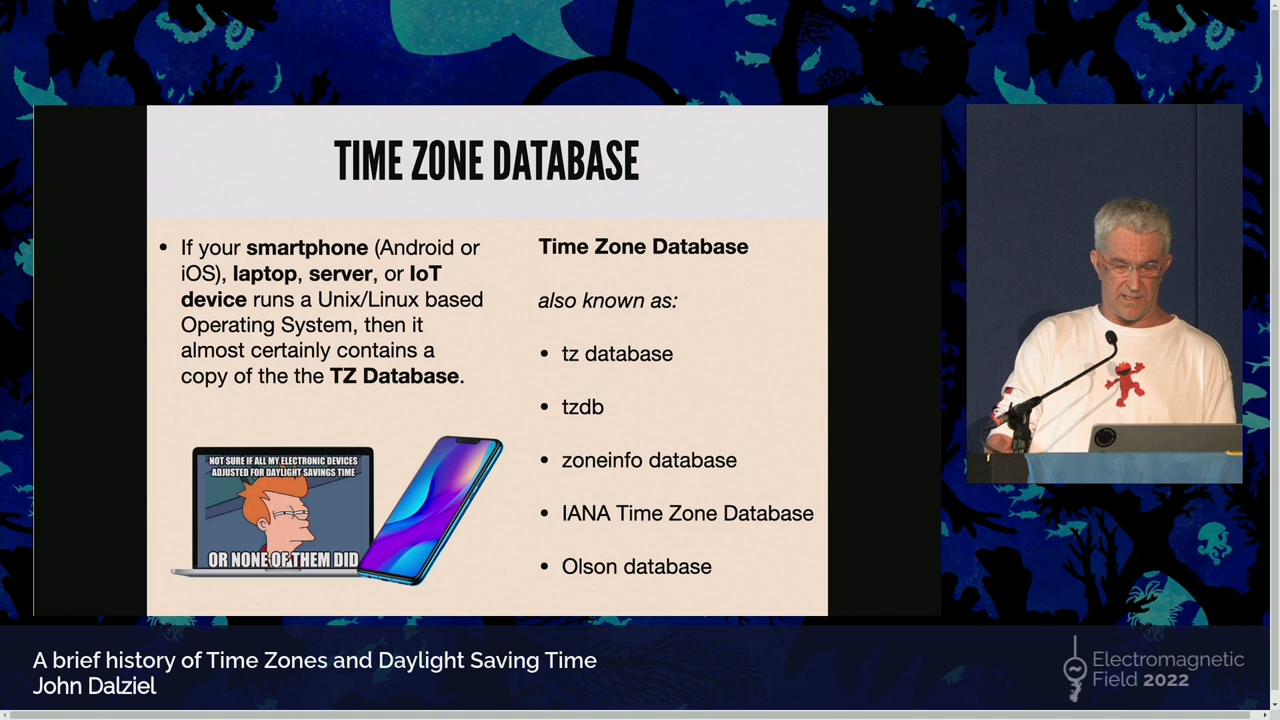 TIME ZONE DATABASE
If your smartphone (Android or
iOS), laptop, server, or IoT
device runs a Unix/Linux based
Operating System, then it
almost certainly contains a
copy of the the TZ Database.
NOT SURE IF ALL MY ELECTRONIC DEVICES
ADJUSTED FOR DAYLIGHT SAVINGS TIME
OR NONE OF THEM DID
Time Zone Database
also known as:
tz database
tzdb
zoneinfo database
IANA Time Zone Database
Olson database
A brief history of Time Zones and Daylight Saving Time
John Dalziel
Electromagnetic
Field 2022